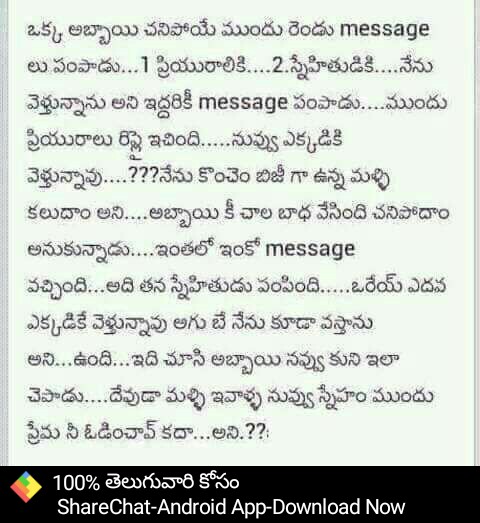 ఒక్క అబ్బాయి చనిపోయే ముందు రెండు message
లు పంపాడు...1 ప్రియురాలికి....2.స్నేహితుడికి....నేను
వెళ్తున్నాను అని ఇద్దరికీ message పంపాడు....ముందు
ప్రియురాలు రిప్లై ఇచింది.....నువ్వు ఎక్కడికి
వెళ్తున్నావు....???నేను కొంచెం బిజీ గా ఉన్న మళ్ళి
కలుదాం అని....అబ్బాయి కీ చాల బాధ వేసింది చనిపోదాం
అనుకున్నాడు....ఇంతలో ఇంకో message
వచ్చింది...అది తన స్నేహితుడు పంపింది.....ఒరేయ్ ఎదవ
ఎక్కడికే వెళ్తున్నావు ఆగు బే నేను కూడా వస్తాను
అని...ఉంది...ఇది చూసి అబ్బాయి నవ్వు కుని ఇలా
చెపాడు....దేవుడా మళ్ళి ఇవాళ్ళ నువ్వు స్నేహం ముందు
ప్రేమ నీ ఓడించావ్ కదా...అని.??:
100% తెలుగువారి కోసం
ShareChat-Android App-Download Now